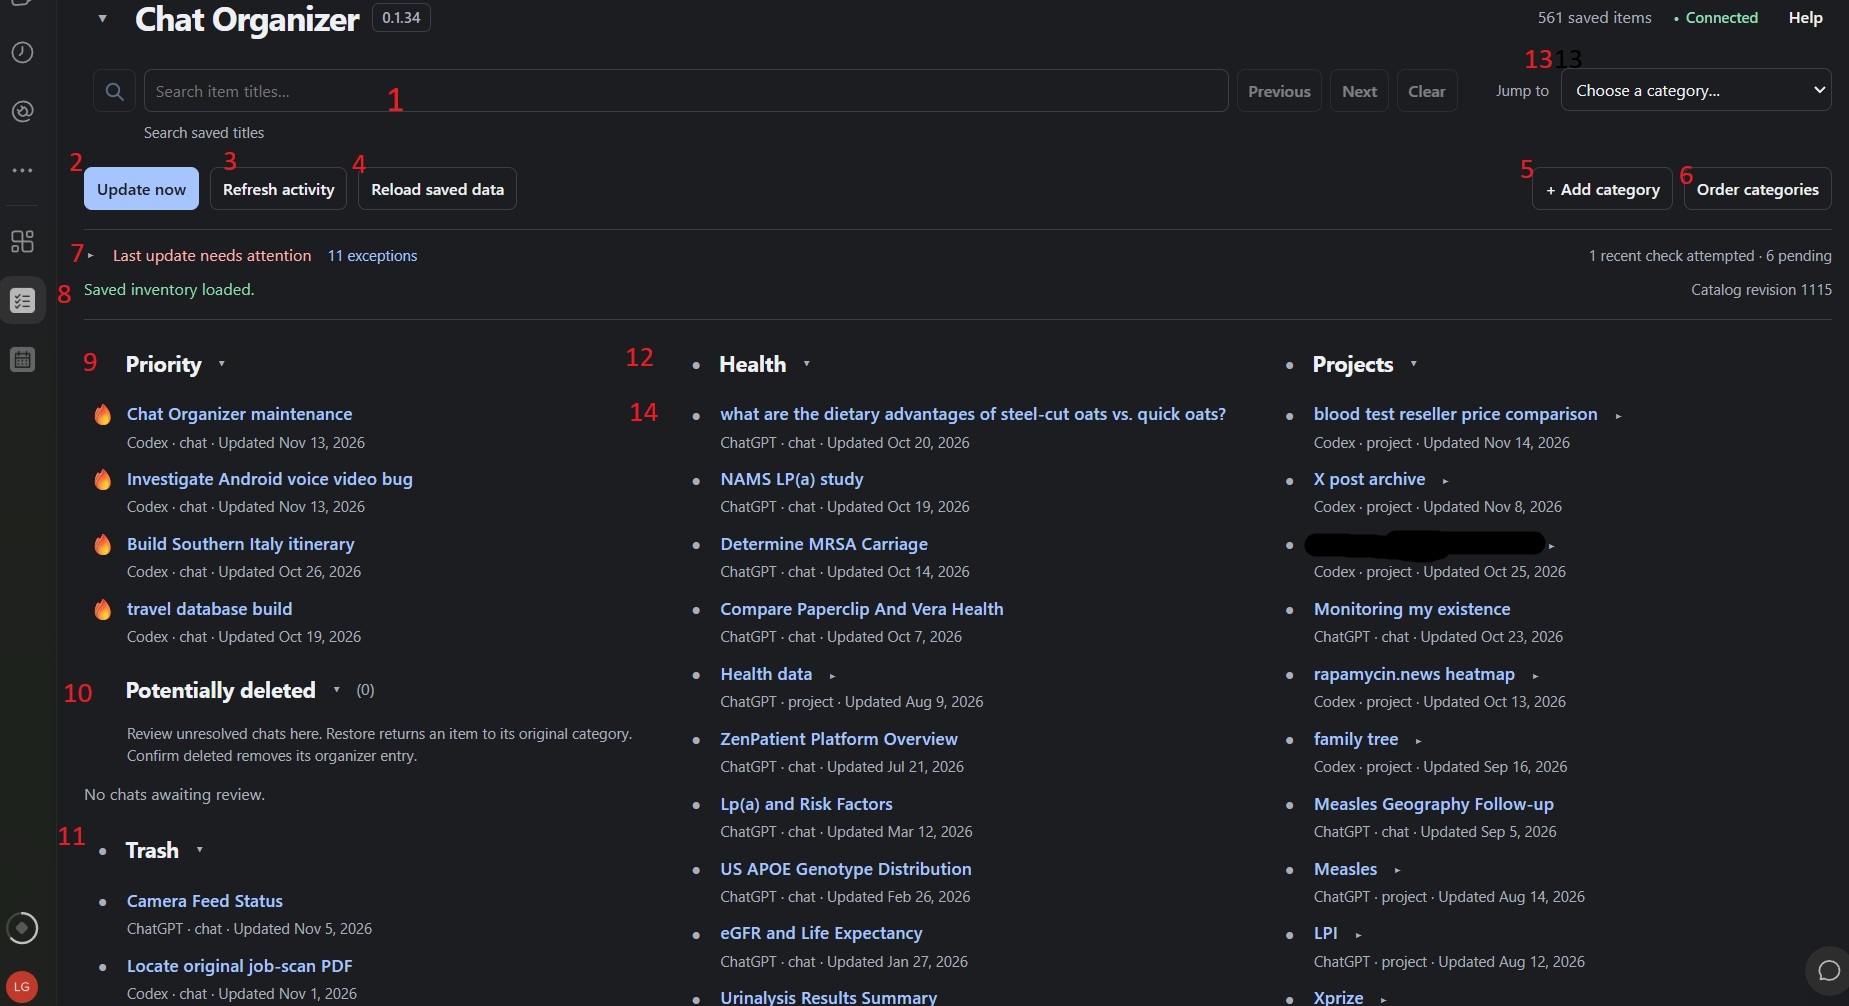 Chat Organizer 0.1.34 561 saved items • Connected Help
13 13
Search item titles... 1 Previous Next Clear Jump to Choose a category...
Search saved titles
2 Update now 3 Refresh activity 4 Reload saved data 5 + Add category 6 Order categories
7 Last update needs attention 11 exceptions 1 recent check attempted · 6 pending
8 Saved inventory loaded. Catalog revision 1115
9 Priority
Chat Organizer maintenance
Codex · chat · Updated Nov 13, 2026
Investigate Android voice video bug
Codex · chat · Updated Nov 13, 2026
Build Southern Italy itinerary
Codex · chat · Updated Oct 26, 2026
travel database build
Codex · chat · Updated Oct 19, 2026
10 Potentially deleted (0)
Review unresolved chats here. Restore returns an item to its original category.
Confirm deleted removes its organizer entry.
No chats awaiting review.
11 Trash
Camera Feed Status
ChatGPT · chat · Updated Nov 5, 2026
Locate original job-scan PDF
Codex · chat · Updated Nov 1, 2026
12 Health
14 what are the dietary advantages of steel-cut oats vs. quick oats?
ChatGPT · chat · Updated Oct 20, 2026
NAMS LP(a) study
ChatGPT · chat · Updated Oct 19, 2026
Determine MRSA Carriage
ChatGPT · chat · Updated Oct 14, 2026
Compare Paperclip And Vera Health
ChatGPT · chat · Updated Oct 7, 2026
Health data
ChatGPT · project · Updated Aug 9, 2026
ZenPatient Platform Overview
ChatGPT · chat · Updated Jul 21, 2026
Lp(a) and Risk Factors
ChatGPT · chat · Updated Mar 12, 2026
US APOE Genotype Distribution
ChatGPT · chat · Updated Feb 26, 2026
eGFR and Life Expectancy
ChatGPT · chat · Updated Jan 27, 2026
Urinalysis Results Summary
Projects
blood test reseller price comparison
Codex · project · Updated Nov 14, 2026
X post archive
Codex · project · Updated Nov 8, 2026
Codex · project · Updated Oct 25, 2026
Monitoring my existence
ChatGPT · chat · Updated Oct 23, 2026
rapamycin.news heatmap
Codex · project · Updated Oct 13, 2026
family tree
Codex · project · Updated Sep 16, 2026
Measles Geography Follow-up
ChatGPT · chat · Updated Sep 5, 2026
Measles
ChatGPT · project · Updated Aug 14, 2026
LPI
ChatGPT · project · Updated Aug 12, 2026
Xprize
LG